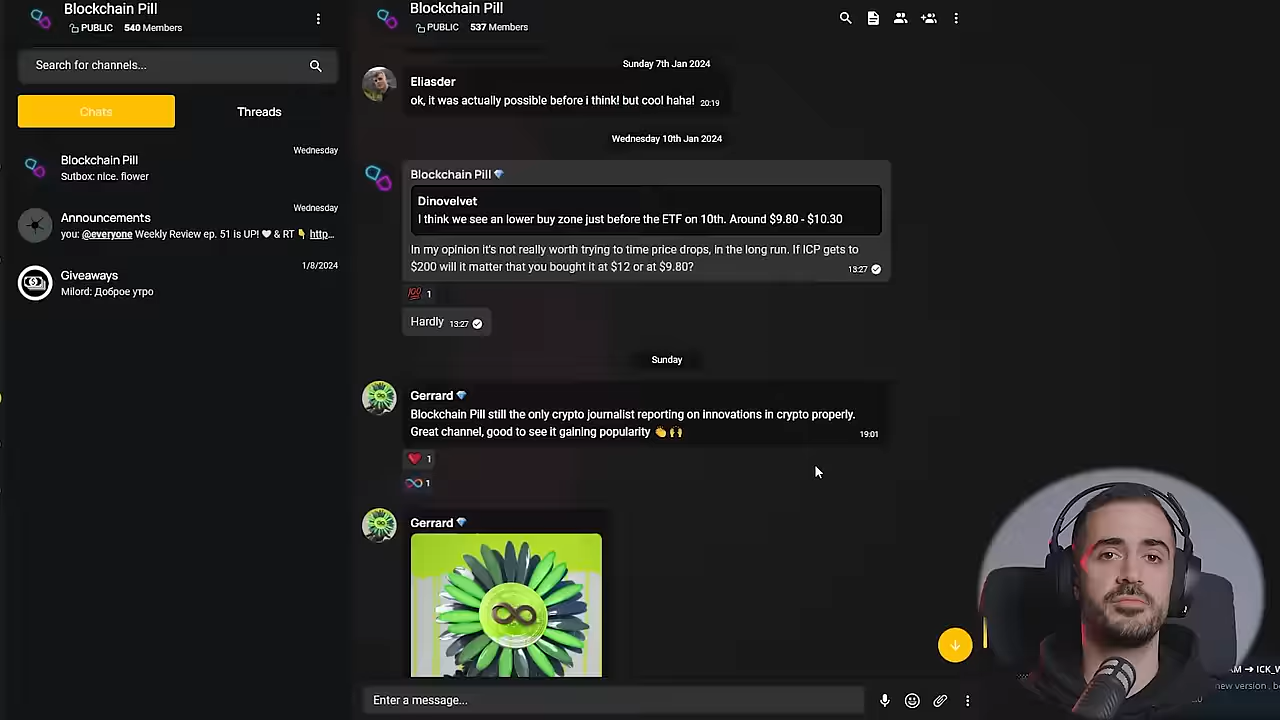 Blockchain Pill
PUBLIC 540 Members
Search for channels...
Chats
Threads
Wednesday
Blockchain Pill
Sutbox: nice. flower
Wednesday
Announcements
you: @everyone Weekly Review ep. 51 is UP! 🤍 & RT 👇 http...
1/8/2024
Giveaways
Milord: Доброе утро
Blockchain Pill
PUBLIC 537 Members
Sunday 7th Jan 2024
Eliasder
ok, it was actually possible before i think! but cool haha! 20:19
Wednesday 10th Jan 2024
Blockchain Pill 💎
Dinovelvet
I think we see an lower buy zone just before the ETF on 10th. Around $9.80 - $10.30
In my opinion it's not really worth trying to time price drops, in the long run. If ICP gets to
$200 will it matter that you bought it at $12 or at $9.80? 13:27
💯 1
Hardly 13:27
Sunday
Gerrard 💎
Blockchain Pill still the only crypto journalist reporting on innovations in crypto properly.
Great channel, good to see it gaining popularity 👏 🙌 19:01
❤️ 1
1
Gerrard 💎
Enter a message...
AM → ICK_W
new version , b